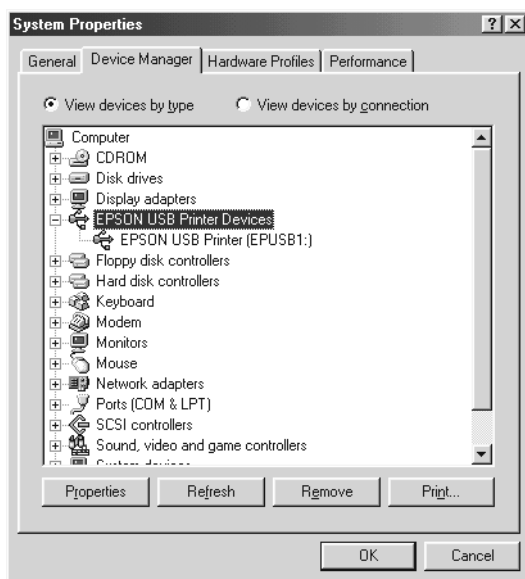 System Properties
General Device Manager Hardware Profiles Performance
View devices by type View devices by connection
Computer
CDROM
Disk drives
Display adapters
EPSON USB Printer Devices
EPSON USB Printer (EPUSB1:)
Floppy disk controllers
Hard disk controllers
Keyboard
Modem
Monitors
Mouse
Network adapters
Ports (COM & LPT)
SCSI controllers
Sound, video and game controllers
Properties Refresh Remove Print...
OK Cancel